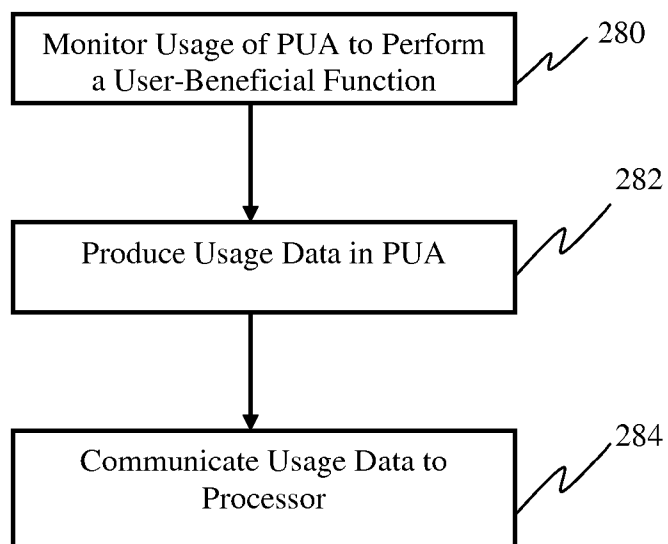 Monitor Usage of PUA to Perform
a User-Beneficial Function
280
Produce Usage Data in PUA
282
Communicate Usage Data to
Processor
284